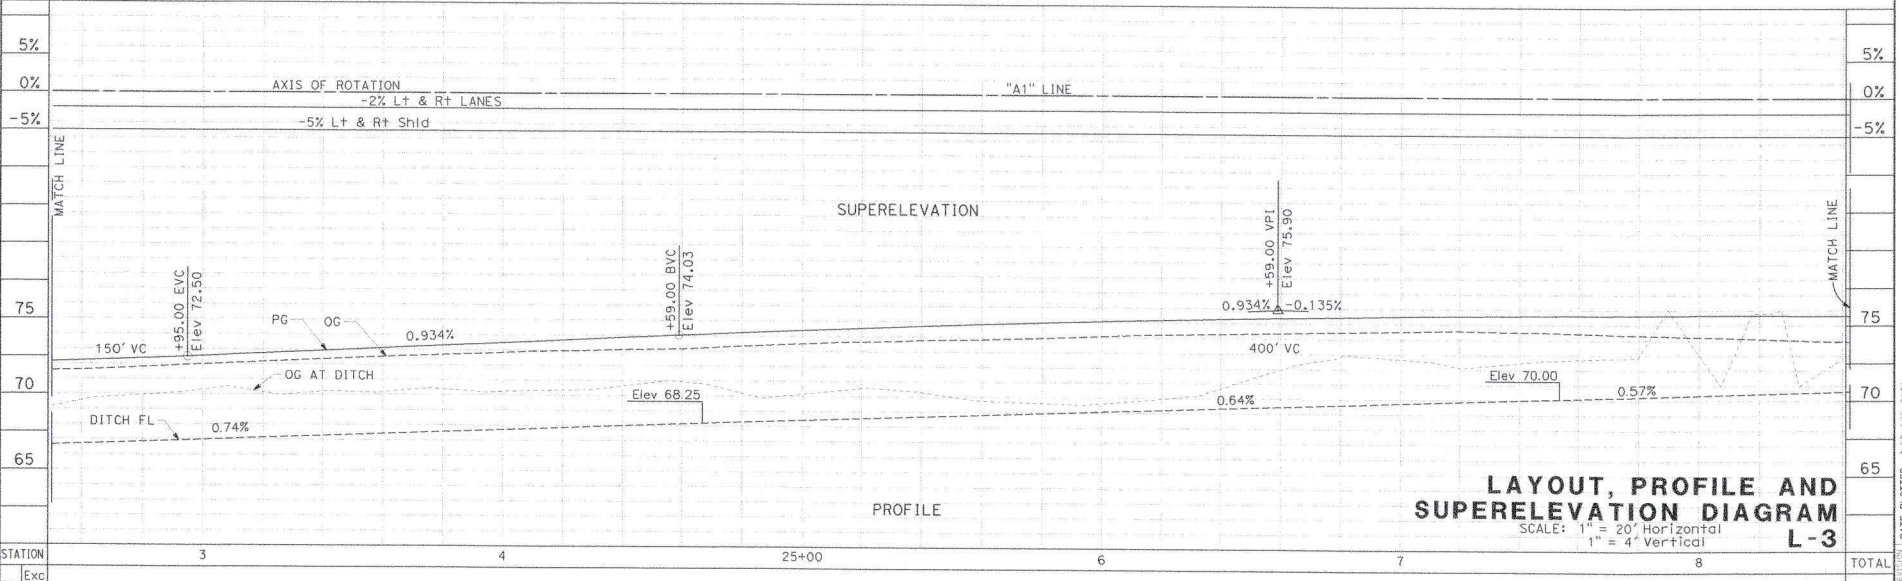 5%
0%
-5%
5%
0%
-5%
AXIS OF ROTATION
"A1" LINE
-2% Lt & Rt LANES
-5% Lt & Rt Shld
MATCH LINE
MATCH LINE
SUPERELEVATION
+95.00 EVC
Elev 72.50
+59.00 BVC
Elev 74.03
+59.00 VPI
Elev 75.90
0.934% -0.135%
75
70
65
75
70
65
PG
OG
0.934%
150' VC
400' VC
OG AT DITCH
Elev 68.25
Elev 70.00
0.64%
0.57%
DITCH FL
0.74%
PROFILE
LAYOUT, PROFILE AND
SUPERELEVATION DIAGRAM
SCALE: 1" = 20' Horizontal
1" = 4' Vertical
L-3
STATION 3 4 25+00 6 7 8 TOTAL
Exc